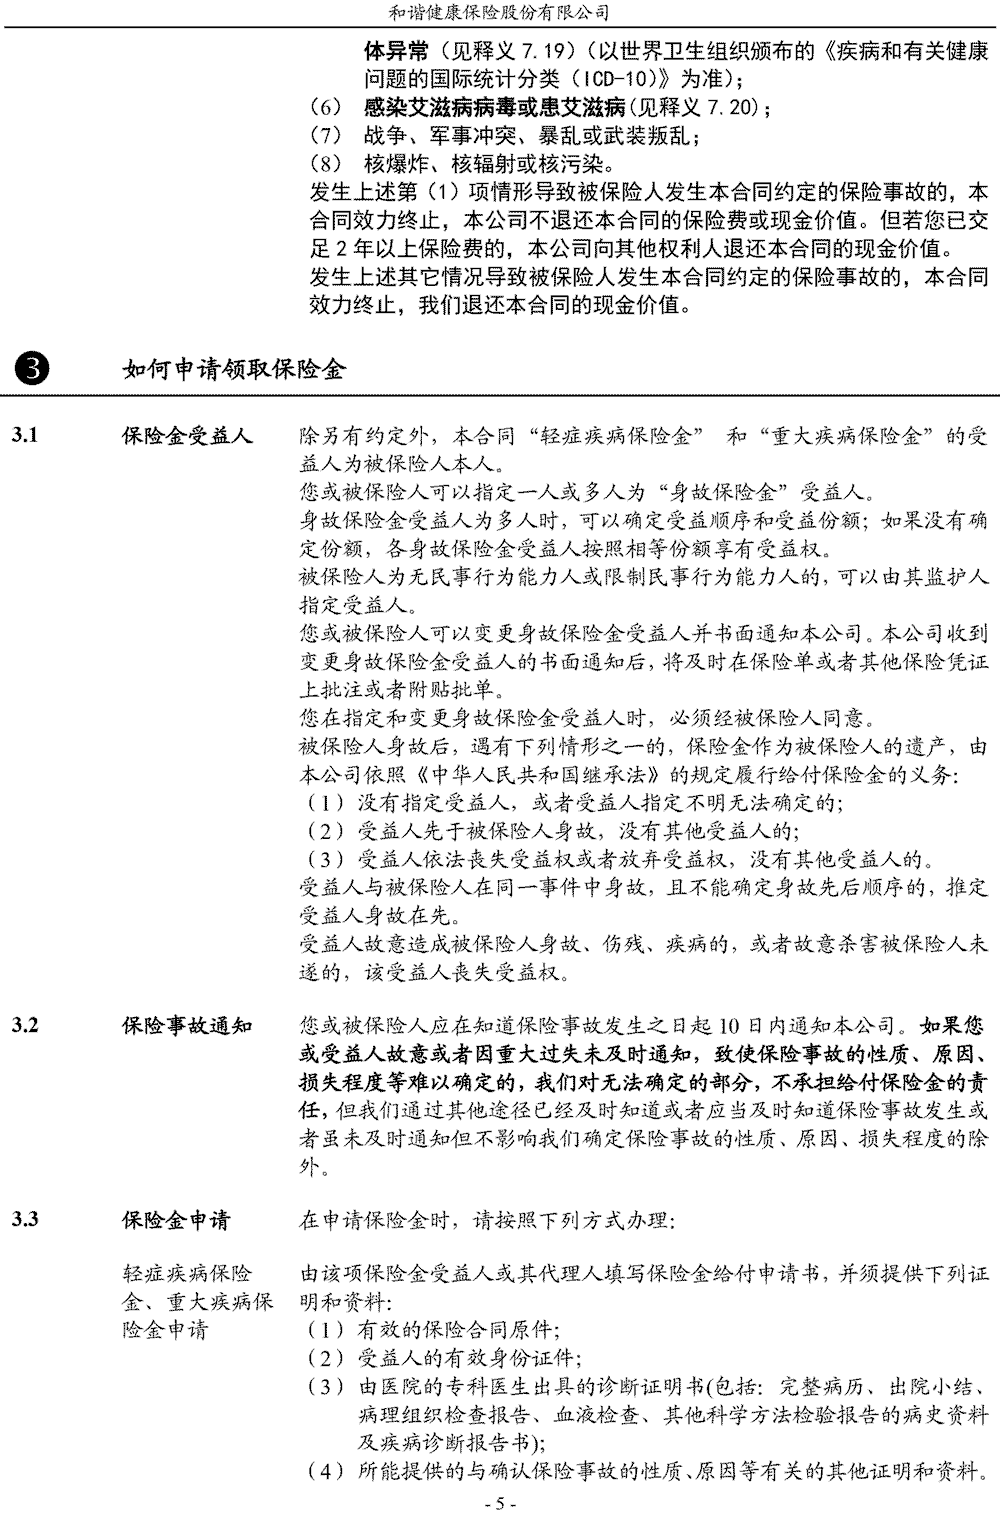 和谐健康保险股份有限公司
体异常（见释义 7.19）（以世界卫生组织颁布的《疾病和有关健康
问题的国际统计分类（ICD-10)》为准）；
（6） 感染艾滋病病毒或患艾滋病(见释义 7.20)；
（7） 战争、军事冲突、暴乱或武装叛乱；
（8） 核爆炸、核辐射或核污染。
发生上述第（1）项情形导致被保险人发生本合同约定的保险事故的，本
合同效力终止，本公司不退还本合同的保险费或现金价值。但若您已交
足 2 年以上保险费的，本公司向其他权利人退还本合同的现金价值。
发生上述其它情况导致被保险人发生本合同约定的保险事故的，本合同
效力终止，我们退还本合同的现金价值。
3 如何申请领取保险金
3.1 保险金受益人 除另有约定外，本合同“轻症疾病保险金” 和“重大疾病保险金”的受
益人为被保险人本人。
您或被保险人可以指定一人或多人为“身故保险金”受益人。
身故保险金受益人为多人时，可以确定受益顺序和受益份额；如果没有确
定份额，各身故保险金受益人按照相等份额享有受益权。
被保险人为无民事行为能力人或限制民事行为能力人的，可以由其监护人
指定受益人。
您或被保险人可以变更身故保险金受益人并书面通知本公司。本公司收到
变更身故保险金受益人的书面通知后，将及时在保险单或者其他保险凭证
上批注或者附贴批单。
您在指定和变更身故保险金受益人时，必须经被保险人同意。
被保险人身故后，遇有下列情形之一的，保险金作为被保险人的遗产，由
本公司依照《中华人民共和国继承法》的规定履行给付保险金的义务：
（1）没有指定受益人，或者受益人指定不明无法确定的；
（2）受益人先于被保险人身故，没有其他受益人的；
（3）受益人依法丧失受益权或者放弃受益权，没有其他受益人的。
受益人与被保险人在同一事件中身故，且不能确定身故先后顺序的，推定
受益人身故在先。
受益人故意造成被保险人身故、伤残、疾病的，或者故意杀害被保险人未
遂的，该受益人丧失受益权。
3.2 保险事故通知 您或被保险人应在知道保险事故发生之日起 10 日内通知本公司。如果您
或受益人故意或者因重大过失未及时通知，致使保险事故的性质、原因、
损失程度等难以确定的，我们对无法确定的部分，不承担给付保险金的责
任，但我们通过其他途径已经及时知道或者应当及时知道保险事故发生或
者虽未及时通知但不影响我们确定保险事故的性质、原因、损失程度的除
外。
3.3 保险金申请 在申请保险金时，请按照下列方式办理：
轻症疾病保险 由该项保险金受益人或其代理人填写保险金给付申请书，并须提供下列证
金、重大疾病保 明和资料：
险金申请 （1）有效的保险合同原件；
（2）受益人的有效身份证件；
（3）由医院的专科医生出具的诊断证明书(包括：完整病历、出院小结、
病理组织检查报告、血液检查、其他科学方法检验报告的病史资料
及疾病诊断报告书)；
（4）所能提供的与确认保险事故的性质、原因等有关的其他证明和资料。
- 5 -